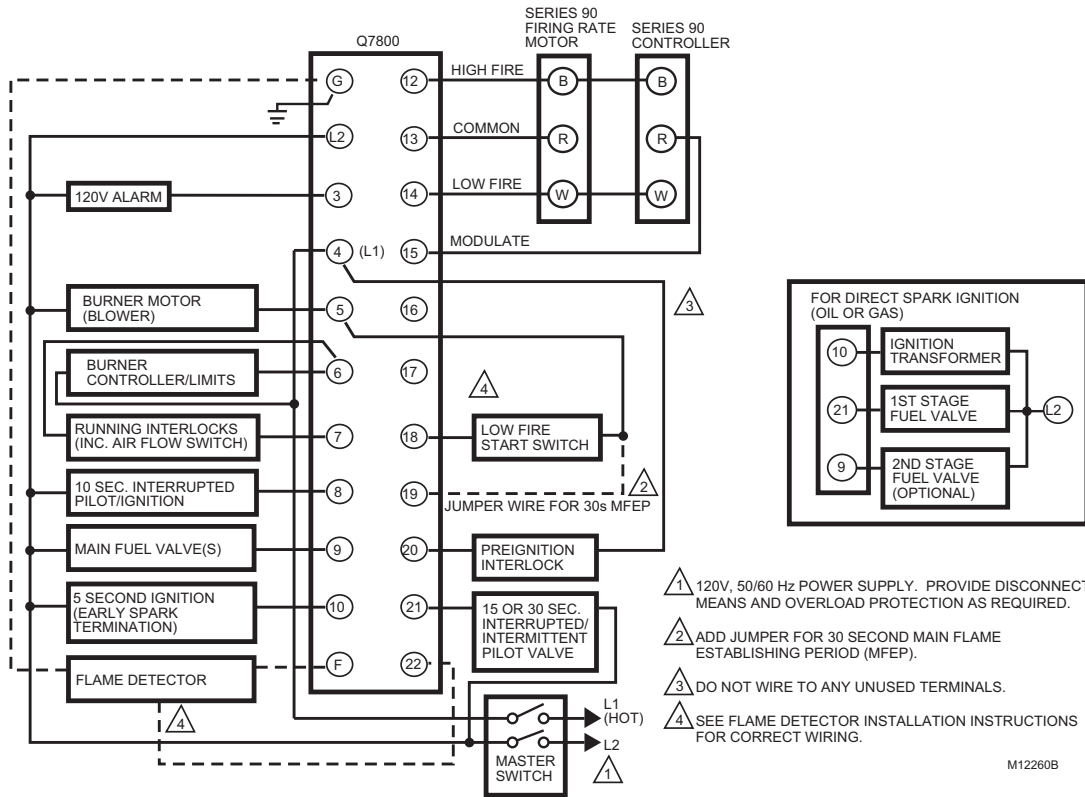 SERIES 90
FIRING RATE
MOTOR
SERIES 90
CONTROLLER
Q7800
G
12
HIGH FIRE
B
B
L2
13
COMMON
R
R
120V ALARM
3
14
LOW FIRE
W
W
4
(L1)
15
MODULATE
BURNER MOTOR
(BLOWER)
5
16
3
BURNER
CONTROLLER/LIMITS
6
17
4
RUNNING INTERLOCKS
(INC. AIR FLOW SWITCH)
7
18
LOW FIRE
START SWITCH
10 SEC. INTERRUPTED
PILOT/IGNITION
8
19
2
JUMPER WIRE FOR 30s MFEP
MAIN FUEL VALVE(S)
9
20
PREIGNITION
INTERLOCK
5 SECOND IGNITION
(EARLY SPARK
TERMINATION)
10
21
15 OR 30 SEC.
INTERRUPTED/
INTERMITTENT
PILOT VALVE
FLAME DETECTOR
F
22
4
L1
(HOT)
L2
MASTER
SWITCH
1
FOR DIRECT SPARK IGNITION
(OIL OR GAS)
10
IGNITION
TRANSFORMER
21
1ST STAGE
FUEL VALVE
L2
9
2ND STAGE
FUEL VALVE
(OPTIONAL)
1 120V, 50/60 Hz POWER SUPPLY. PROVIDE DISCONNECT
MEANS AND OVERLOAD PROTECTION AS REQUIRED.
2 ADD JUMPER FOR 30 SECOND MAIN FLAME
ESTABLISHING PERIOD (MFEP).
3 DO NOT WIRE TO ANY UNUSED TERMINALS.
4 SEE FLAME DETECTOR INSTALLATION INSTRUCTIONS
FOR CORRECT WIRING.
M12260B